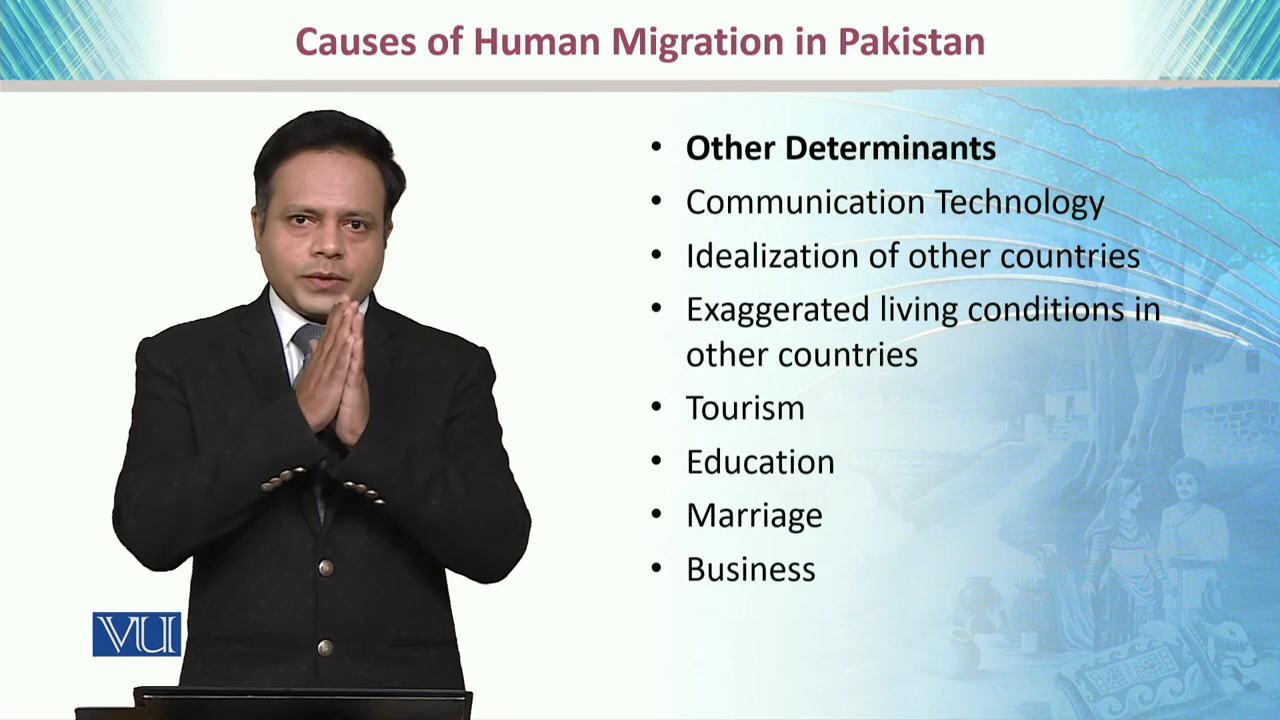 Causes of Human Migration in Pakistan
• Other Determinants
• Communication Technology
• Idealization of other countries
• Exaggerated living conditions in
other countries
• Tourism
• Education
• Marriage
• Business
VU